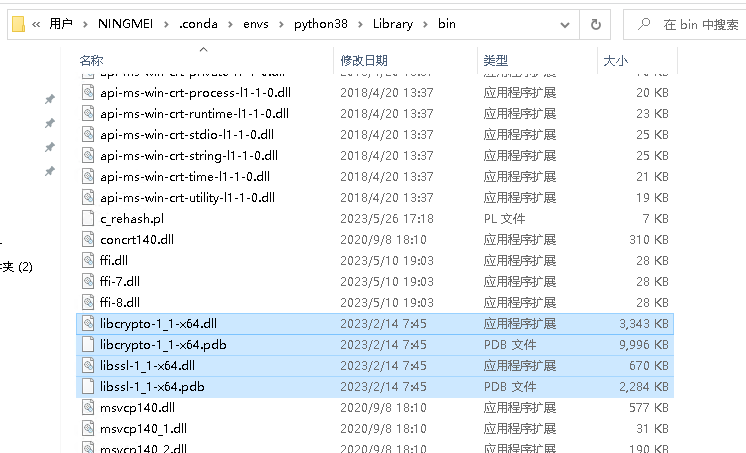 « 用户 > NINGMEI > .conda > envs > python38 > Library > bin
在 bin 中搜索
名称 修改日期 类型 大小
api-ms-win-crt-process-l1-1-0.dll 2018/4/20 13:37 应用程序扩展 20 KB
api-ms-win-crt-runtime-l1-1-0.dll 2018/4/20 13:37 应用程序扩展 23 KB
api-ms-win-crt-stdio-l1-1-0.dll 2018/4/20 13:37 应用程序扩展 25 KB
api-ms-win-crt-string-l1-1-0.dll 2018/4/20 13:37 应用程序扩展 25 KB
api-ms-win-crt-time-l1-1-0.dll 2018/4/20 13:37 应用程序扩展 21 KB
api-ms-win-crt-utility-l1-1-0.dll 2018/4/20 13:37 应用程序扩展 19 KB
c_rehash.pl 2023/5/26 17:18 PL 文件 7 KB
concrt140.dll 2020/9/8 18:10 应用程序扩展 310 KB
夹 (2)
ffi.dll 2023/5/10 19:03 应用程序扩展 28 KB
ffi-7.dll 2023/5/10 19:03 应用程序扩展 28 KB
ffi-8.dll 2023/5/10 19:03 应用程序扩展 28 KB
libcrypto-1_1-x64.dll 2023/2/14 7:45 应用程序扩展 3,343 KB
libcrypto-1_1-x64.pdb 2023/2/14 7:45 PDB 文件 9,996 KB
libssl-1_1-x64.dll 2023/2/14 7:45 应用程序扩展 670 KB
libssl-1_1-x64.pdb 2023/2/14 7:45 PDB 文件 2,284 KB
msvcp140.dll 2020/9/8 18:10 应用程序扩展 577 KB
msvcp140_1.dll 2020/9/8 18:10 应用程序扩展 31 KB
msvcp140_2.dll 2020/9/8 18:10 应用程序扩展 190 KB